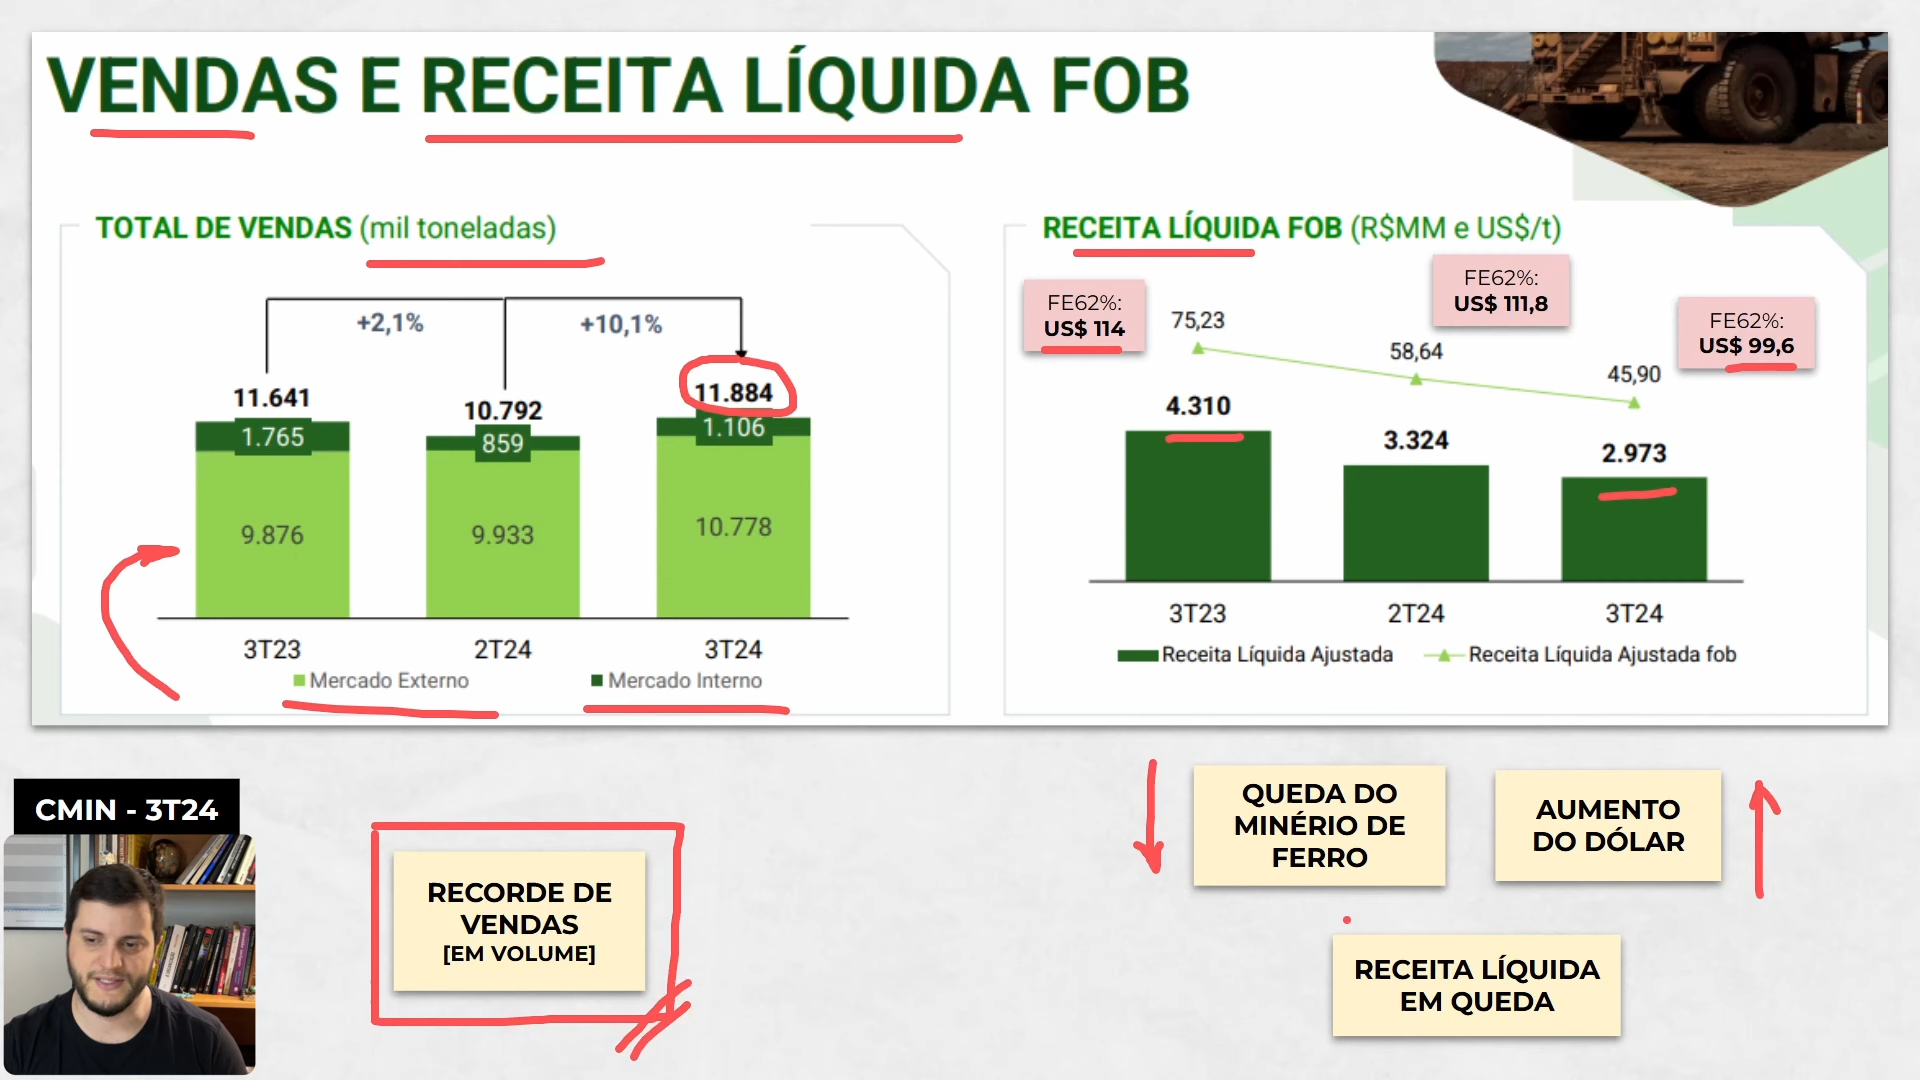 VENDAS E RECEITA LÍQUIDA FOB
TOTAL DE VENDAS (mil toneladas)
+2,1%
+10,1%
11.641
10.792
11.884
1.765
859
1.106
9.876
9.933
10.778
3T23
2T24
3T24
Mercado Externo
Mercado Interno
RECEITA LÍQUIDA FOB (R$MM e US$/t)
FE62%:
US$ 114
FE62%:
US$ 111,8
FE62%:
US$ 99,6
75,23
58,64
45,90
4.310
3.324
2.973
3T23
2T24
3T24
Receita Líquida Ajustada
Receita Líquida Ajustada fob
CMIN - 3T24
RECORDE DE
VENDAS
[EM VOLUME]
QUEDA DO
MINÉRIO DE
FERRO
AUMENTO
DO DÓLAR
RECEITA LÍQUIDA
EM QUEDA